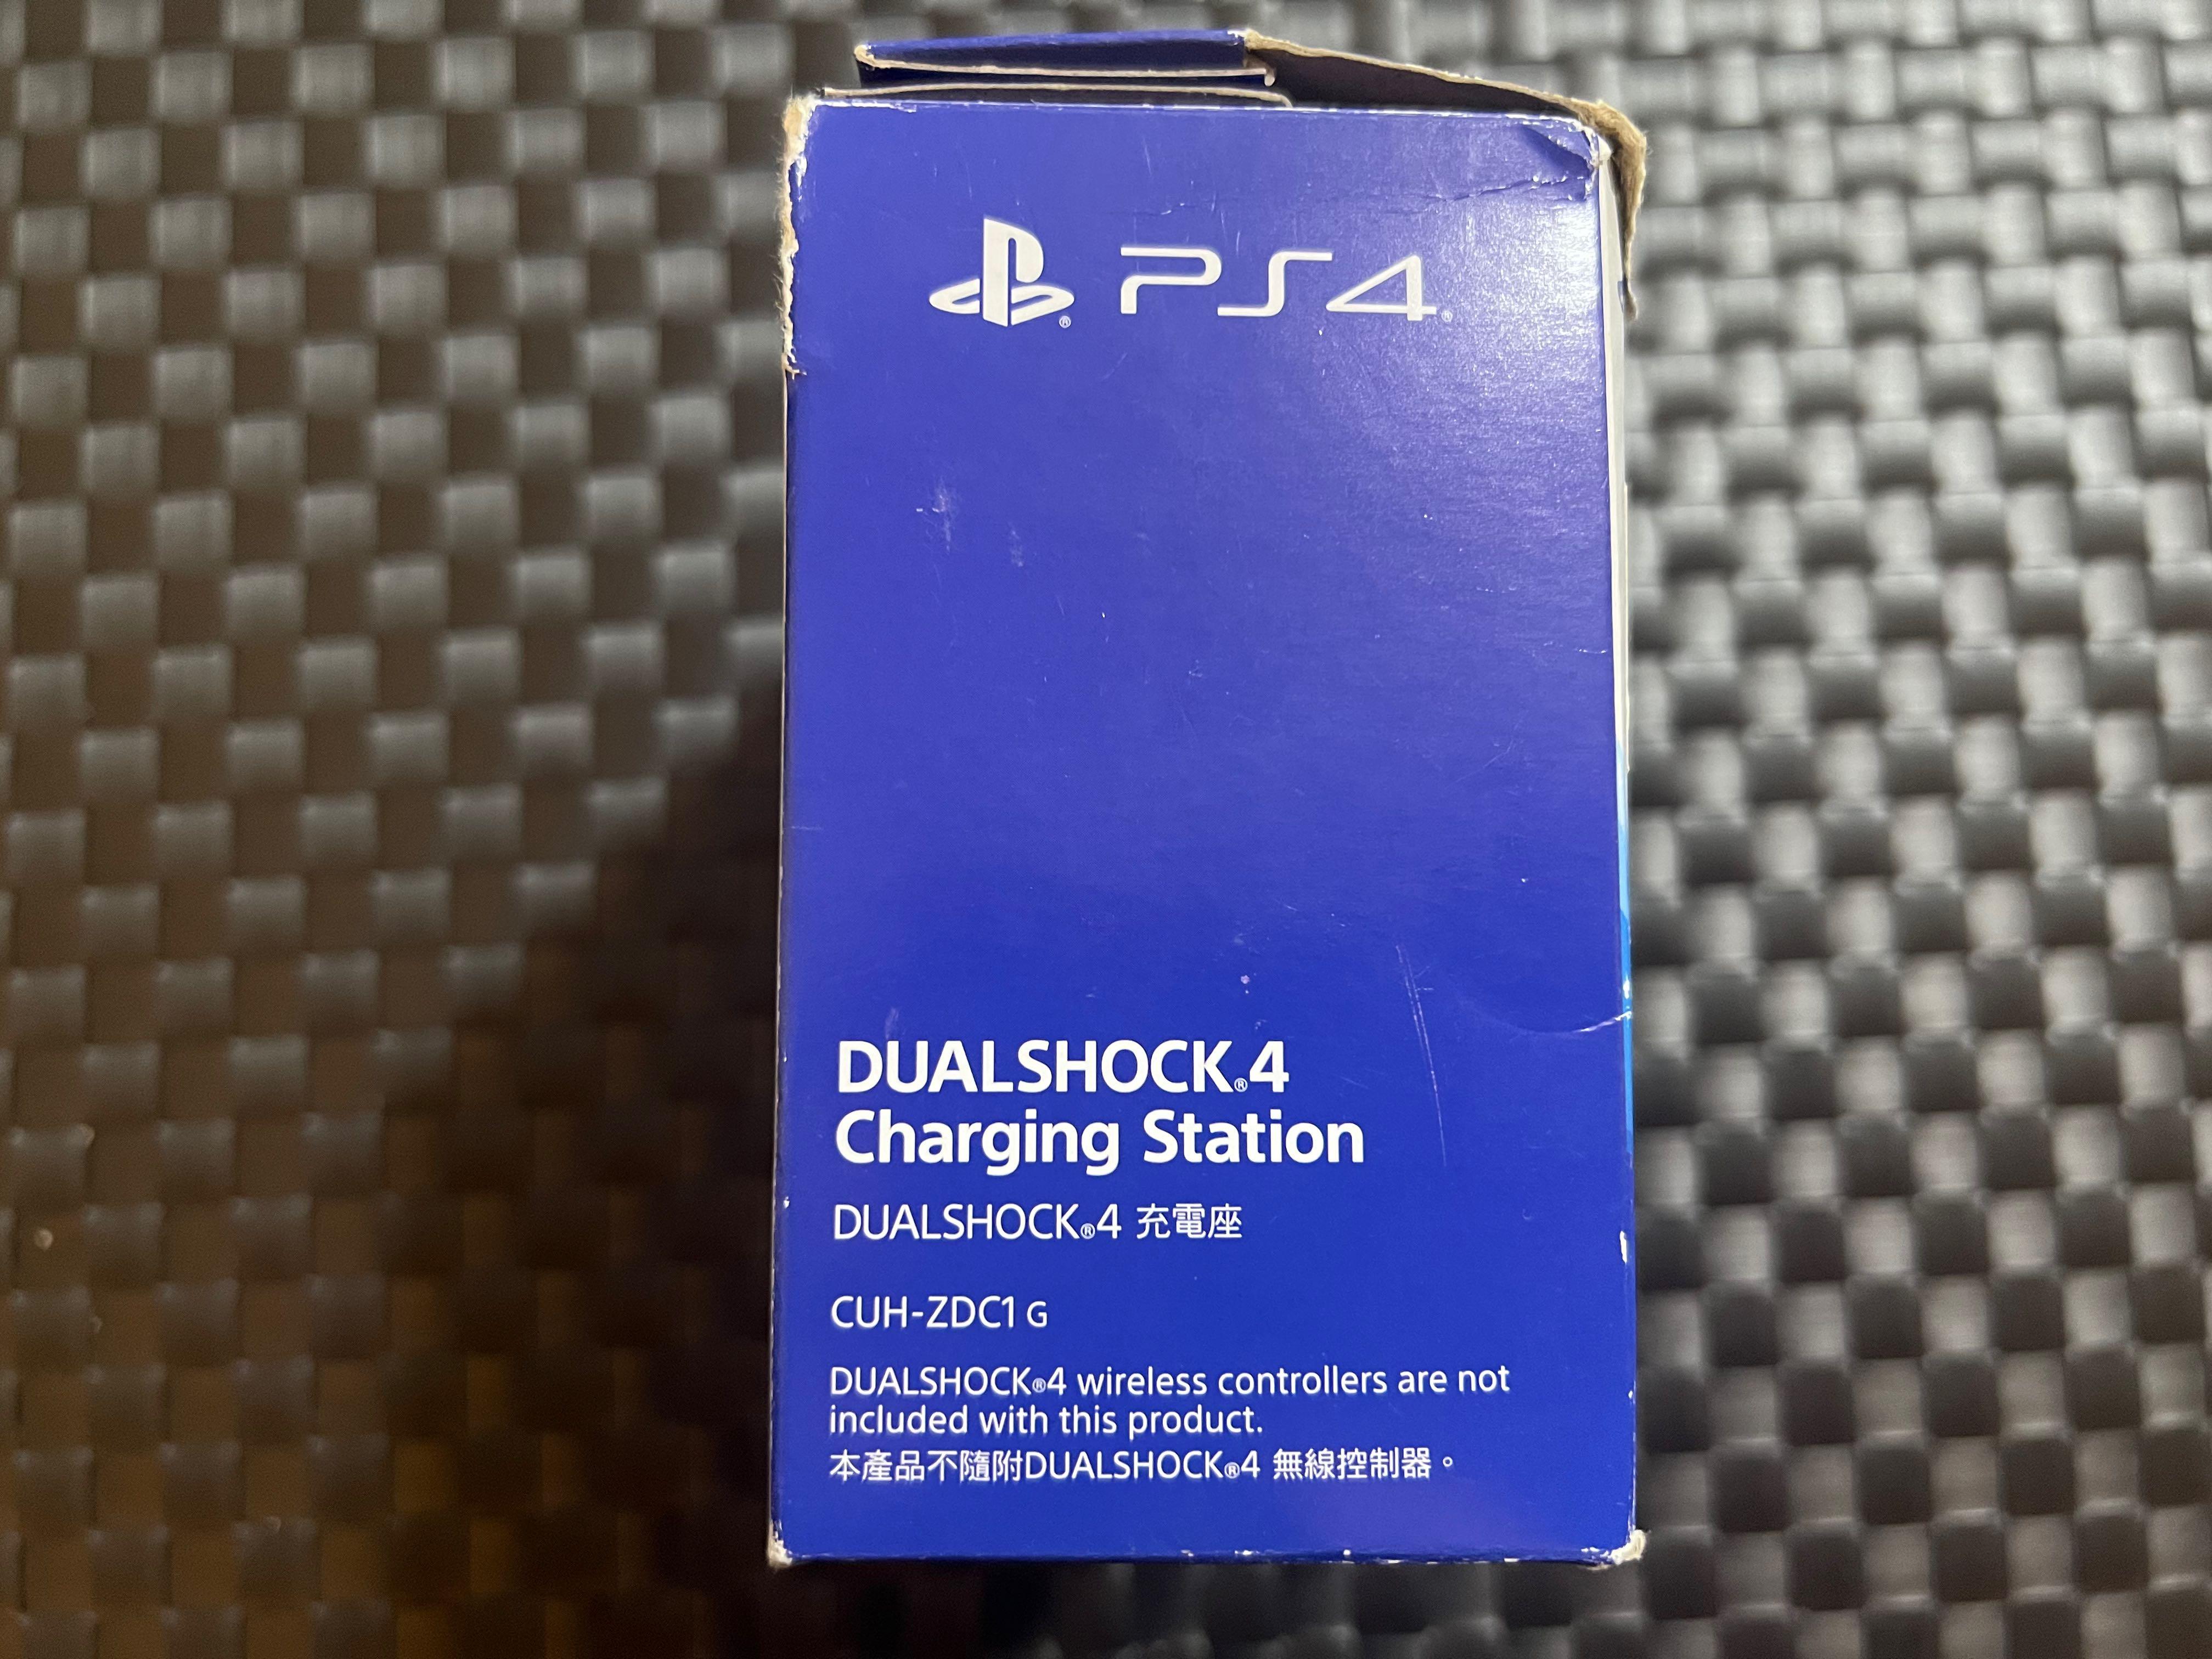 PS4®
DUALSHOCK®4
Charging Station
DUALSHOCK®4 充電座
CUH-ZDC1 G
DUALSHOCK®4 wireless controllers are not
included with this product.
本產品不隨附DUALSHOCK®4 無線控制器。